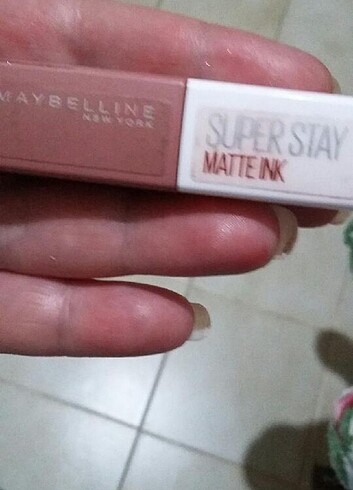 MAYBELLINE
NEW YORK
SUPER STAY
MATTE INK